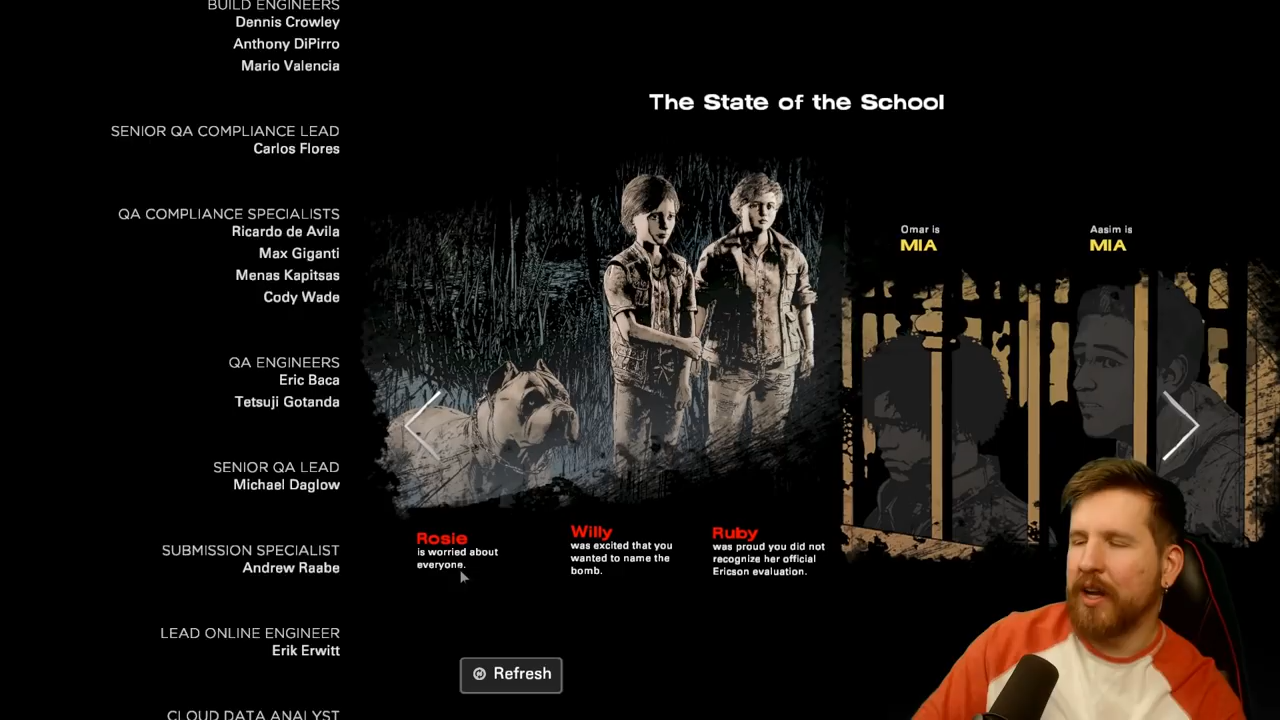 BUILD ENGINEERS
Dennis Crowley
Anthony DiPirro
Mario Valencia
SENIOR QA COMPLIANCE LEAD
Carlos Flores
QA COMPLIANCE SPECIALISTS
Ricardo de Avila
Max Giganti
Menas Kapitsas
Cody Wade
QA ENGINEERS
Eric Baca
Tetsuji Gotanda
SENIOR QA LEAD
Michael Daglow
SUBMISSION SPECIALIST
Andrew Raabe
LEAD ONLINE ENGINEER
Erik Erwitt
CLOUD DATA ANALYST
The State of the School
Omar is
MIA
Aasim is
MIA
Rosie
is worried about
everyone.
Willy
was excited that you
wanted to name the
bomb.
Ruby
was proud you did not
recognize her official
Ericson evaluation.
Refresh